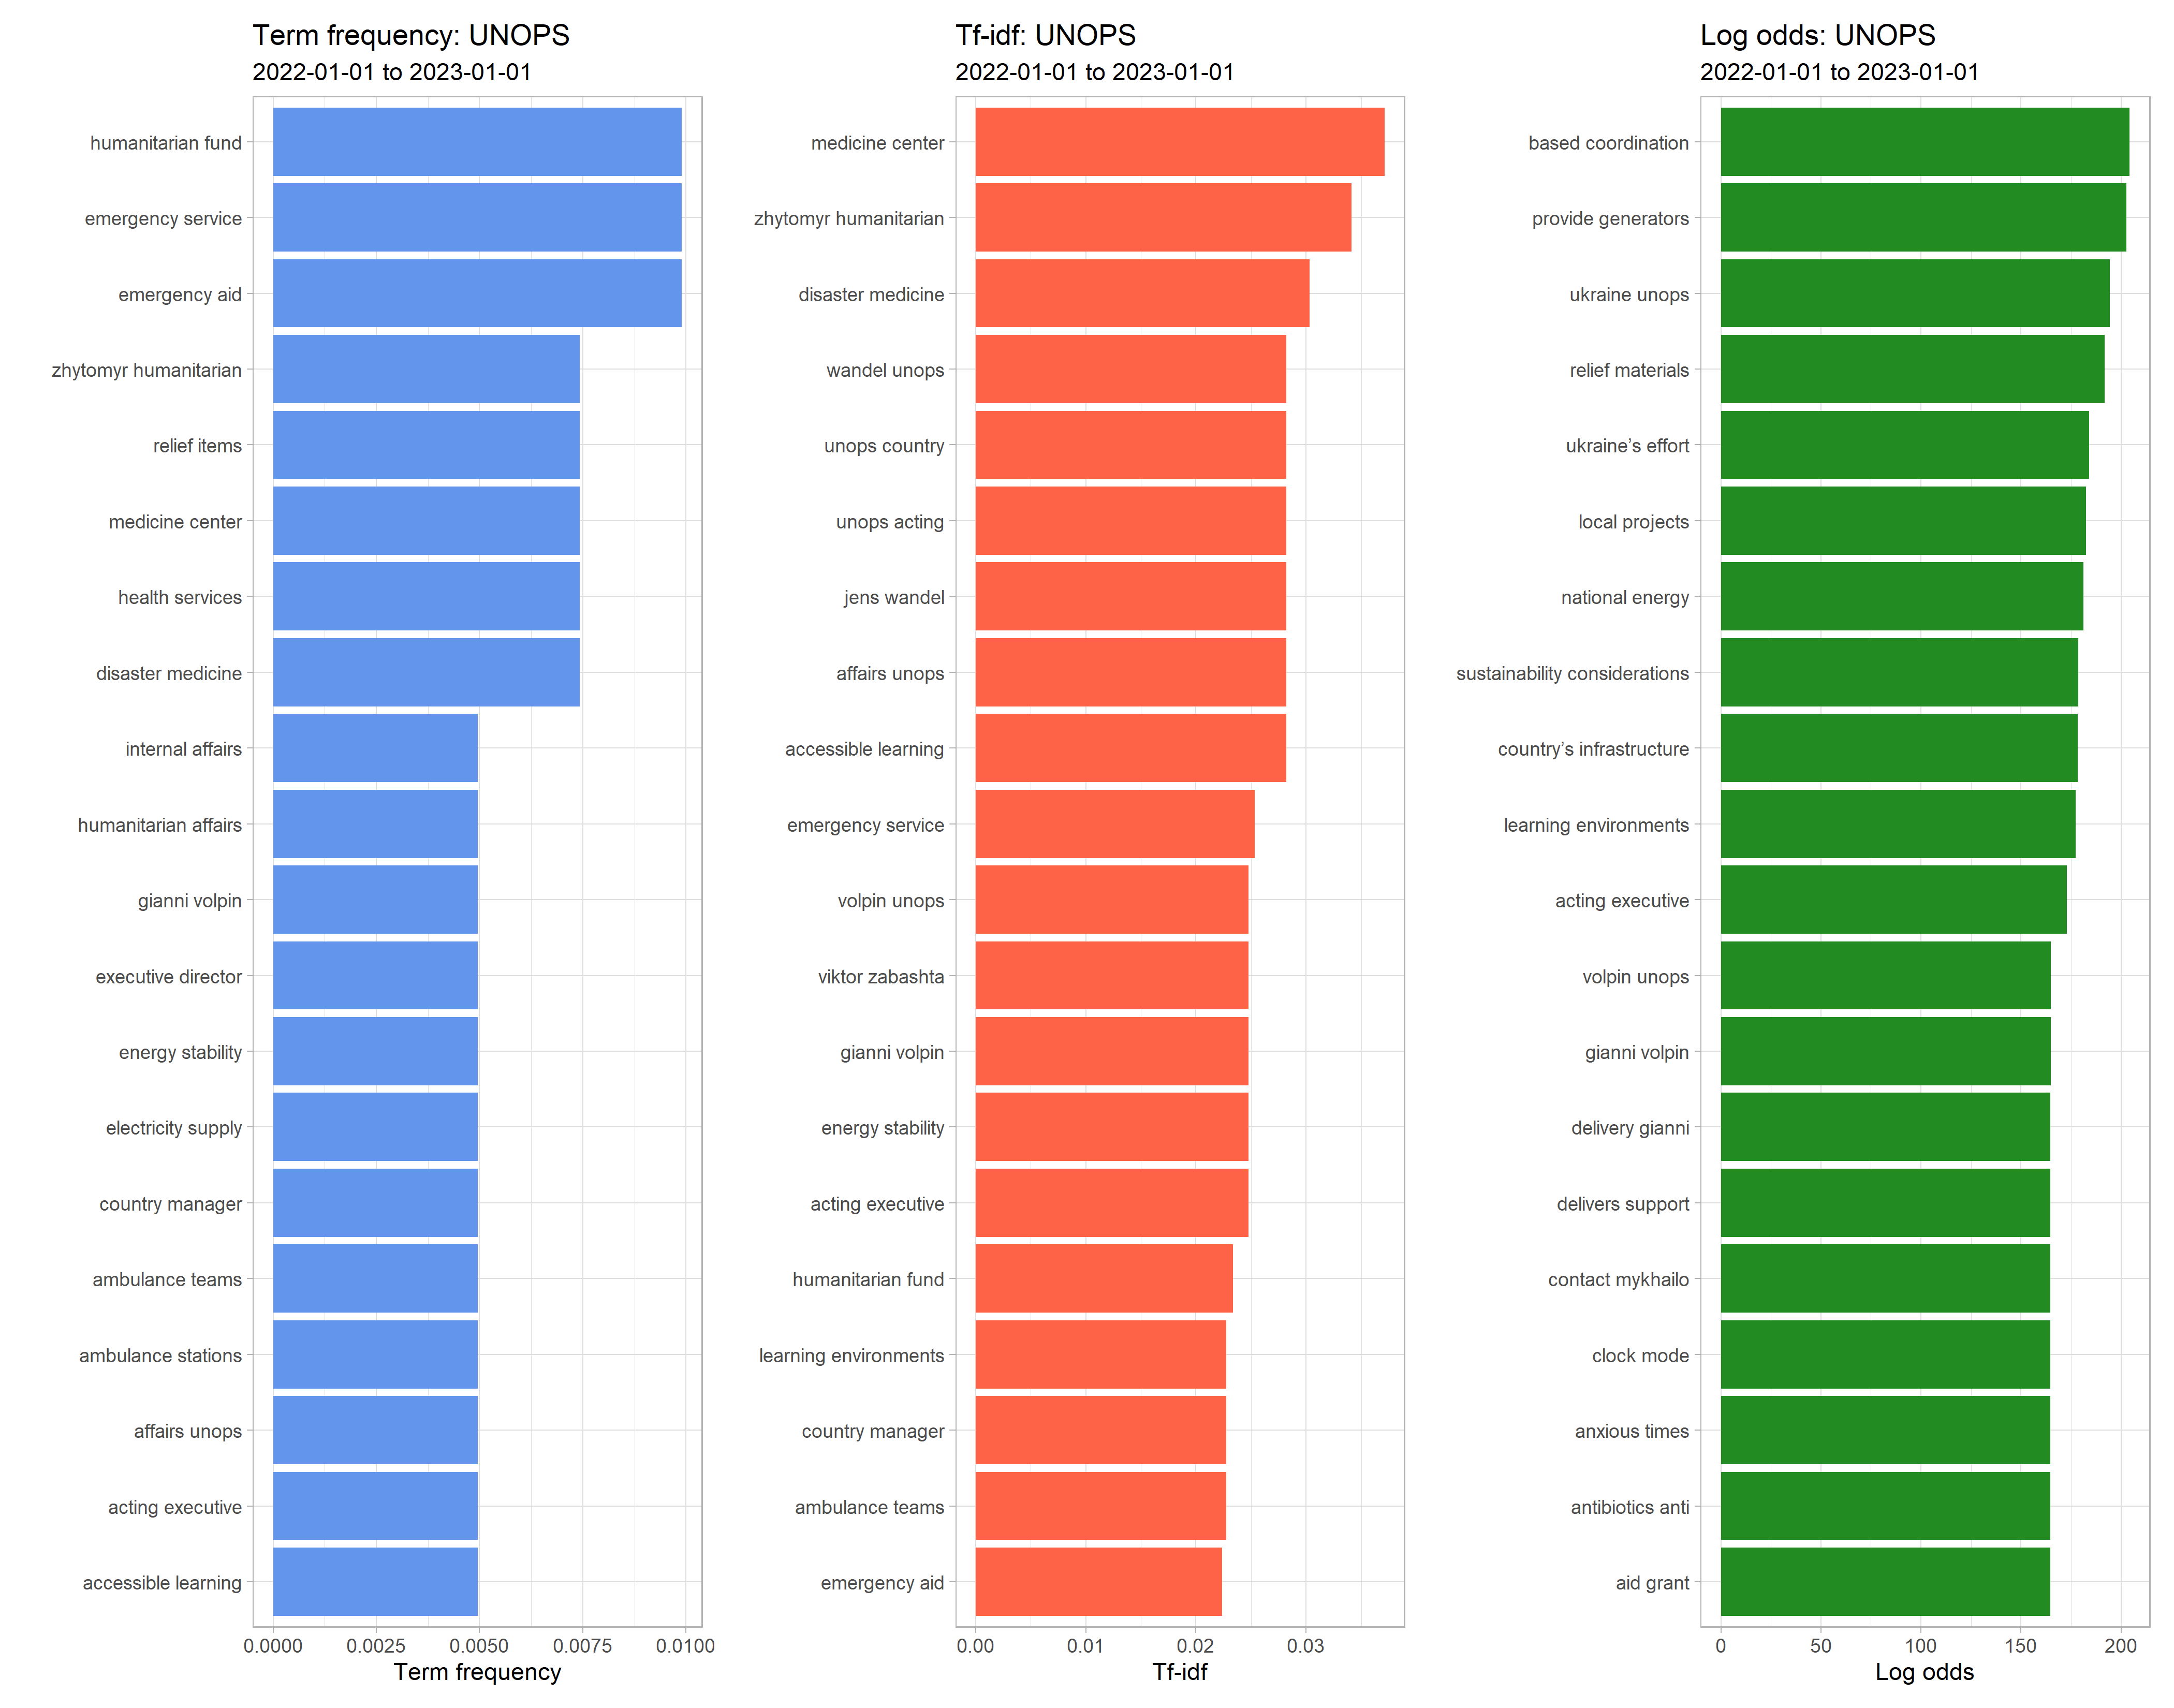 Term frequency: UNOPS
2022-01-01 to 2023-01-01
humanitarian fund
emergency service
emergency aid
zhytomyr humanitarian
relief items
medicine center
health services
disaster medicine
internal affairs
humanitarian affairs
gianni volpin
executive director
energy stability
electricity supply
country manager
ambulance teams
ambulance stations
affairs unops
acting executive
accessible learning
0.0000 0.0025 0.0050 0.0075 0.0100
Term frequency
Tf-idf: UNOPS
2022-01-01 to 2023-01-01
medicine center
zhytomyr humanitarian
disaster medicine
wandel unops
unops country
unops acting
jens wandel
affairs unops
accessible learning
emergency service
volpin unops
viktor zabashta
gianni volpin
energy stability
acting executive
humanitarian fund
learning environments
country manager
ambulance teams
emergency aid
0.00 0.01 0.02 0.03
Tf-idf
Log odds: UNOPS
2022-01-01 to 2023-01-01
based coordination
provide generators
ukraine unops
relief materials
ukraine’s effort
local projects
national energy
sustainability considerations
country’s infrastructure
learning environments
acting executive
volpin unops
gianni volpin
delivery gianni
delivers support
contact mykhailo
clock mode
anxious times
antibiotics anti
aid grant
0 50 100 150 200
Log odds